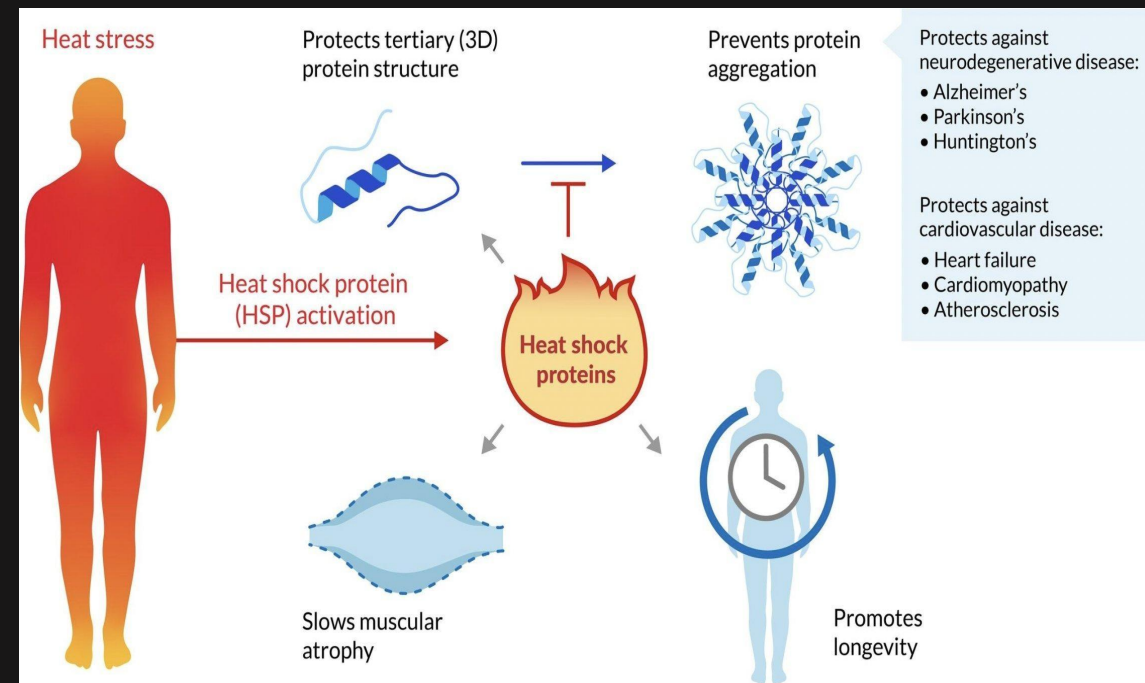 Heat stress
Protects tertiary (3D)
protein structure
Prevents protein
aggregation
Protects against
neurodegenerative disease:
• Alzheimer's
• Parkinson's
• Huntington's
Protects against
cardiovascular disease:
• Heart failure
• Cardiomyopathy
• Atherosclerosis
Heat shock protein
(HSP) activation
Heat shock
proteins
Slows muscular
atrophy
Promotes
longevity